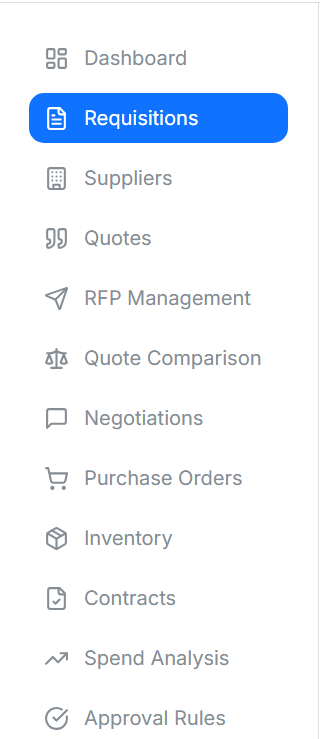 Dashboard
Requisitions
Suppliers
Quotes
RFP Management
Quote Comparison
Negotiations
Purchase Orders
Inventory
Contracts
Spend Analysis
Approval Rules